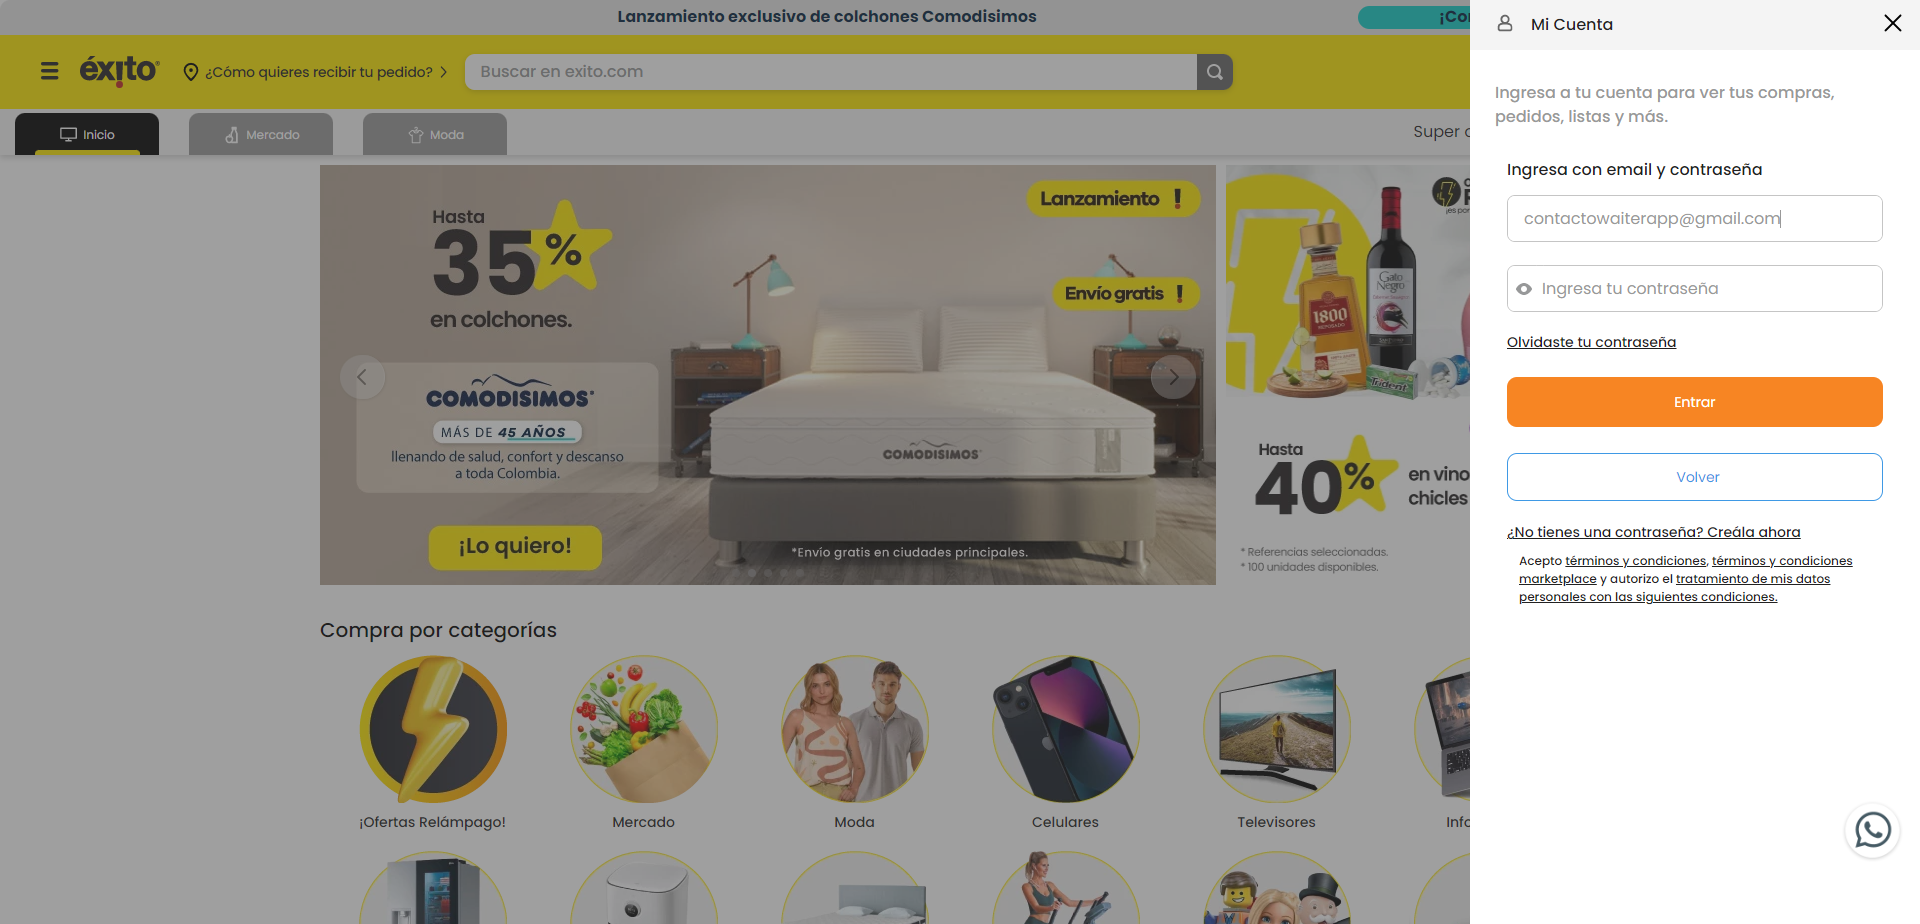 Lanzamiento exclusivo de colchones Comodisimos
éxito
¿Cómo quieres recibir tu pedido?
Buscar en exito.com
Inicio
Mercado
Moda
Super
Hasta
35%
en colchones.
COMODISIMOS
MÁS DE 45 AÑOS
llenando de salud, confort y descanso
a toda Colombia.
¡Lo quiero!
Lanzamiento !
Envío gratis !
COMODISIMOS
*Envío gratis en ciudades principales.
1800
Gato
Negro
Trident
Hasta
40%
en vino
chicles
* Referencias seleccionadas.
* 100 unidades disponibles.
Compra por categorías
¡Ofertas Relámpago!
Mercado
Moda
Celulares
Televisores
Mi Cuenta
Ingresa a tu cuenta para ver tus compras,
pedidos, listas y más.
Ingresa con email y contraseña
contactowaiterapp@gmail.com
Ingresa tu contraseña
Olvidaste tu contraseña
Entrar
Volver
¿No tienes una contraseña? Creála ahora
Acepto términos y condiciones, términos y condiciones
marketplace y autorizo el tratamiento de mis datos
personales con las siguientes condiciones.